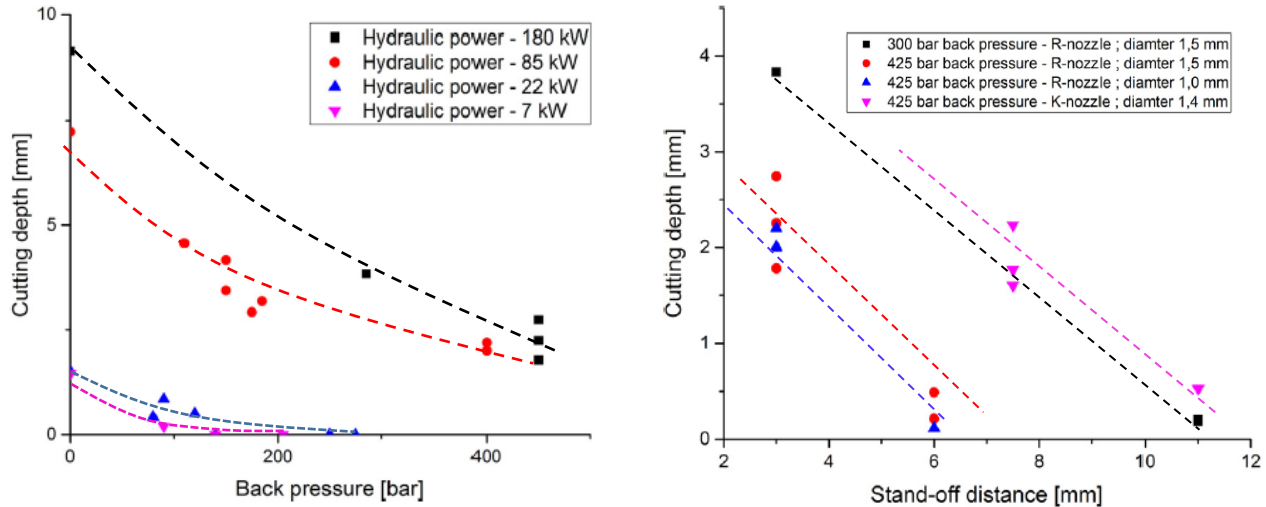 10
5
0
0
200
400
Cutting depth [mm]
Back pressure [bar]
Hydraulic power - 180 kW
Hydraulic power - 85 kW
Hydraulic power - 22 kW
Hydraulic power - 7 kW
4
3
2
1
0
2
4
6
8
10
12
Cutting depth [mm]
Stand-off distance [mm]
300 bar back pressure - R-nozzle ; diamter 1,5 mm
425 bar back pressure - R-nozzle ; diamter 1,5 mm
425 bar back pressure - R-nozzle ; diamter 1,0 mm
425 bar back pressure - K-nozzle ; diamter 1,4 mm